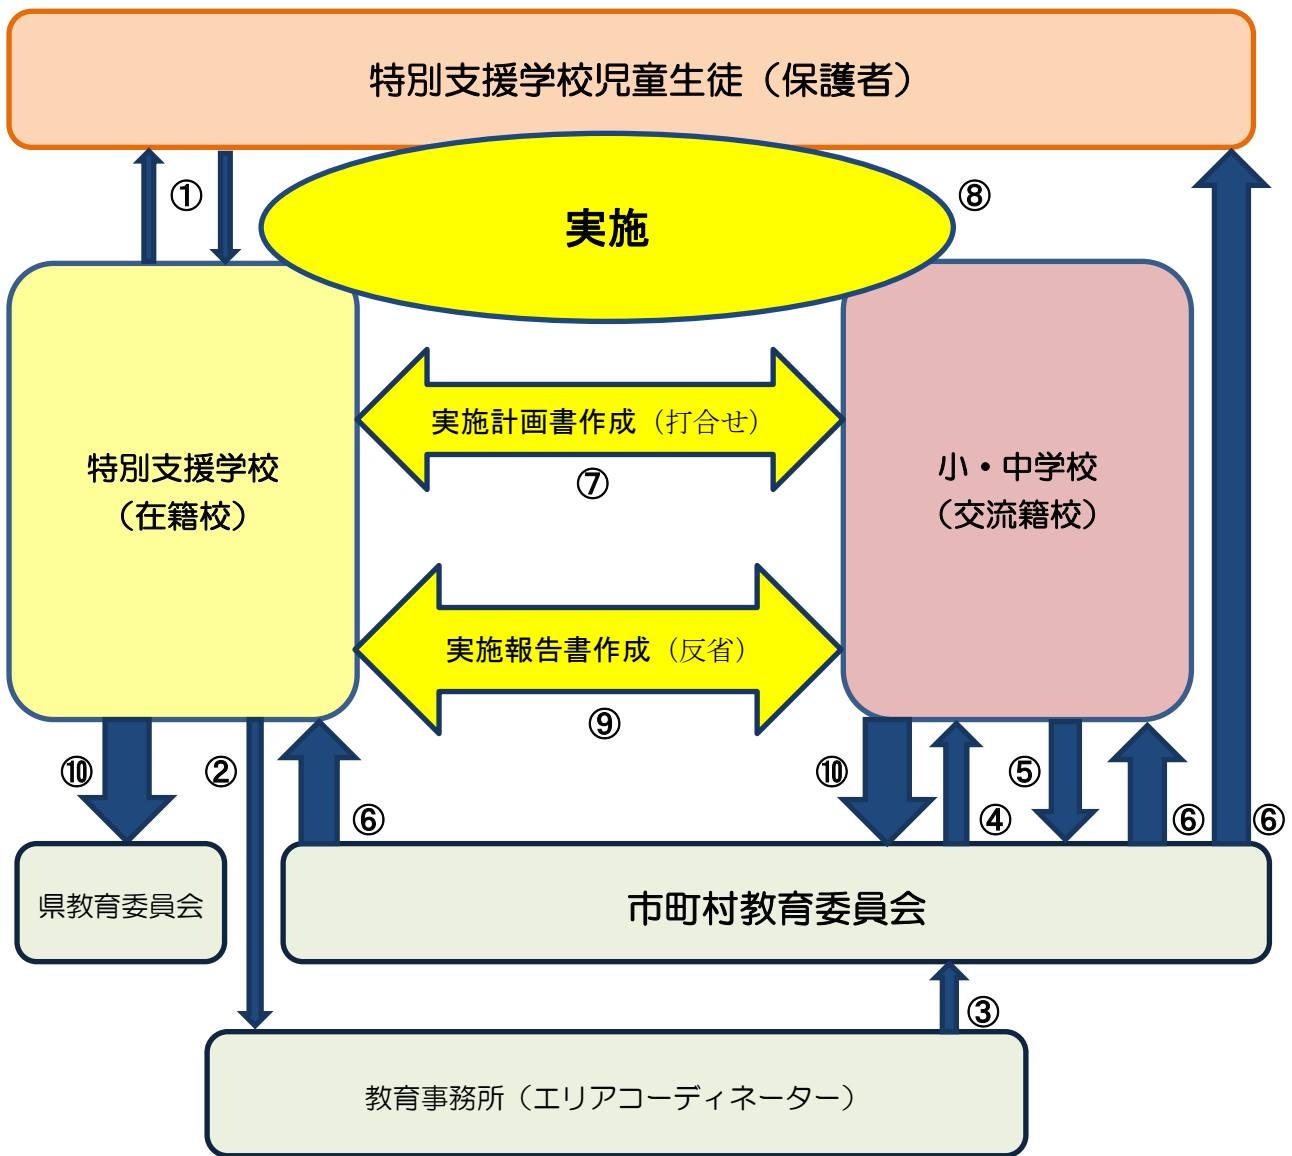 特別支援学校児童生徒（保護者）
①
実施
⑧
実施計画書作成（打合せ）
⑦
特別支援学校
（在籍校）
小・中学校
（交流籍校）
実施報告書作成（反省）
⑨
⑩
②
⑥
⑩
④
⑤
⑥
⑥
県教育委員会
市町村教育委員会
③
教育事務所（エリアコーディネーター）